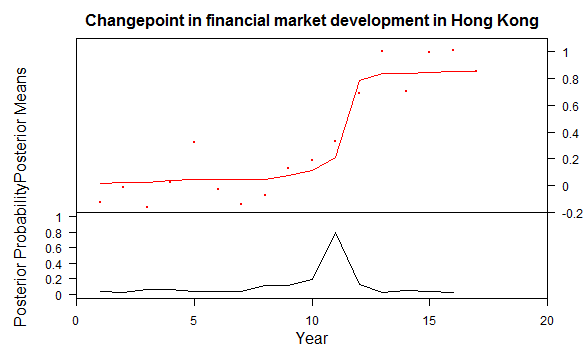 Changepoint in financial market development in Hong Kong
Posterior Means
1
0.8
0.6
0.4
0.2
0
-0.2
Posterior Probability
1
0.8
0.6
0.4
0.2
0
0 5 10 15 20
Year